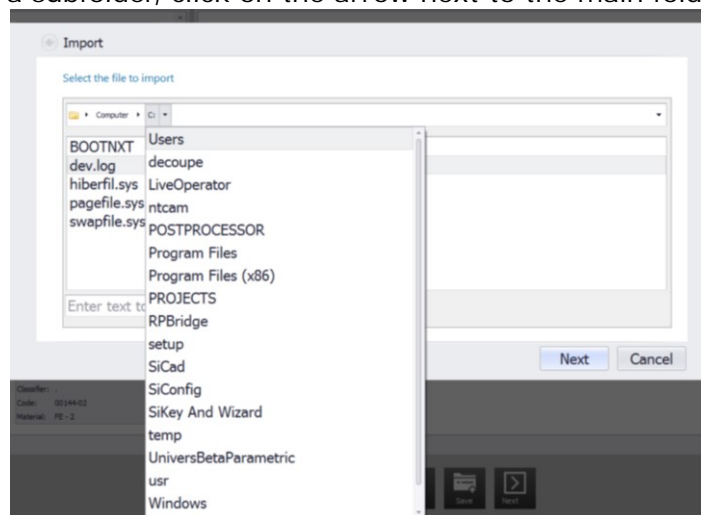 a subfolder, click on the arrow next to the main fold
Import
Select the file to import
Computer C:
BOOTNXT
dev.log
hiberfil.sys
pagefile.sys
swapfile.sys
Enter text to
Users
decoupe
LiveOperator
ntcam
POSTPROCESSOR
Program Files
Program Files (x86)
PROJECTS
RPBridge
setup
SiCad
SiConfig
SiKey And Wizard
temp
UniversBetaParametric
usr
Windows
Next Cancel
Classifier: .
Code: 00144-02
Material: FE - 2
Save Next